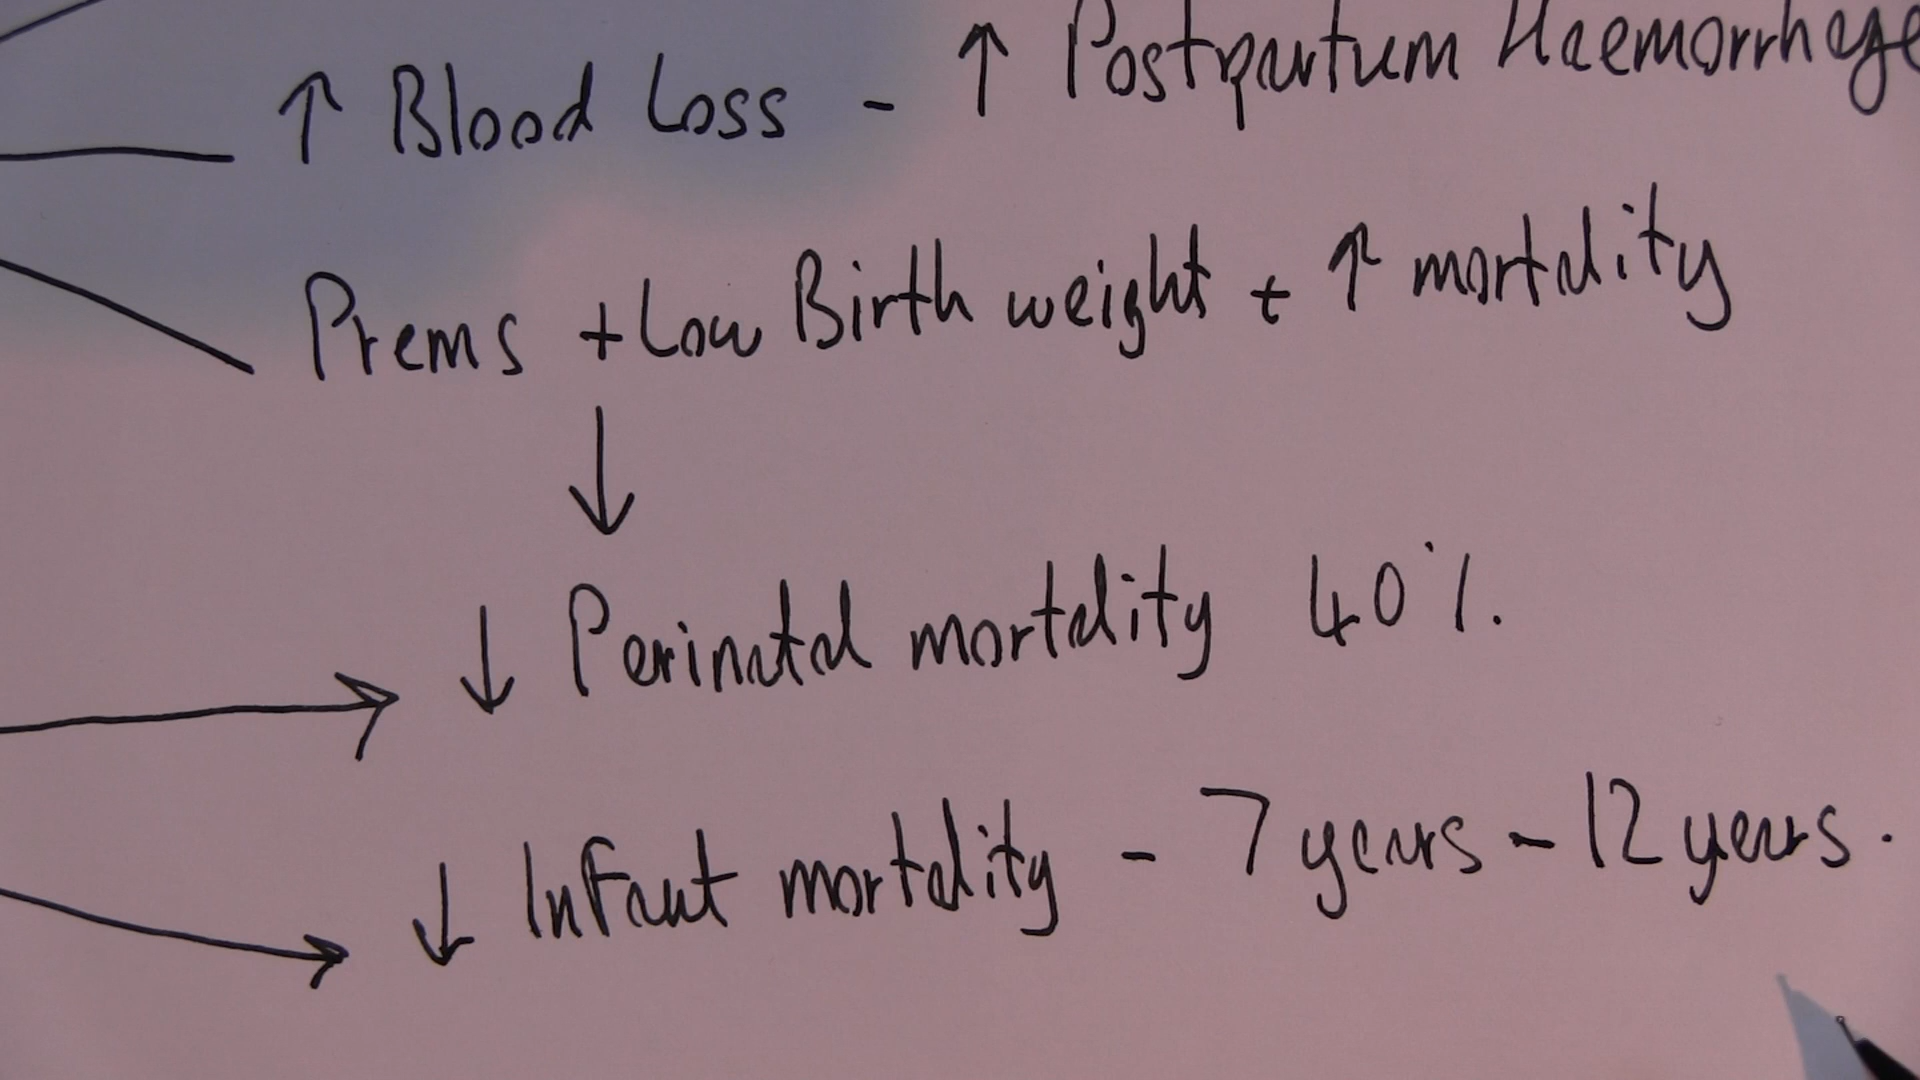 ↑ Blood Loss - ↑ Postpartum Haemorrhage
Prems + Low Birth weight + ↑ mortality
↓
↓ Perinatal mortality 40%
↓ Infant mortality - 7 years - 12 years.